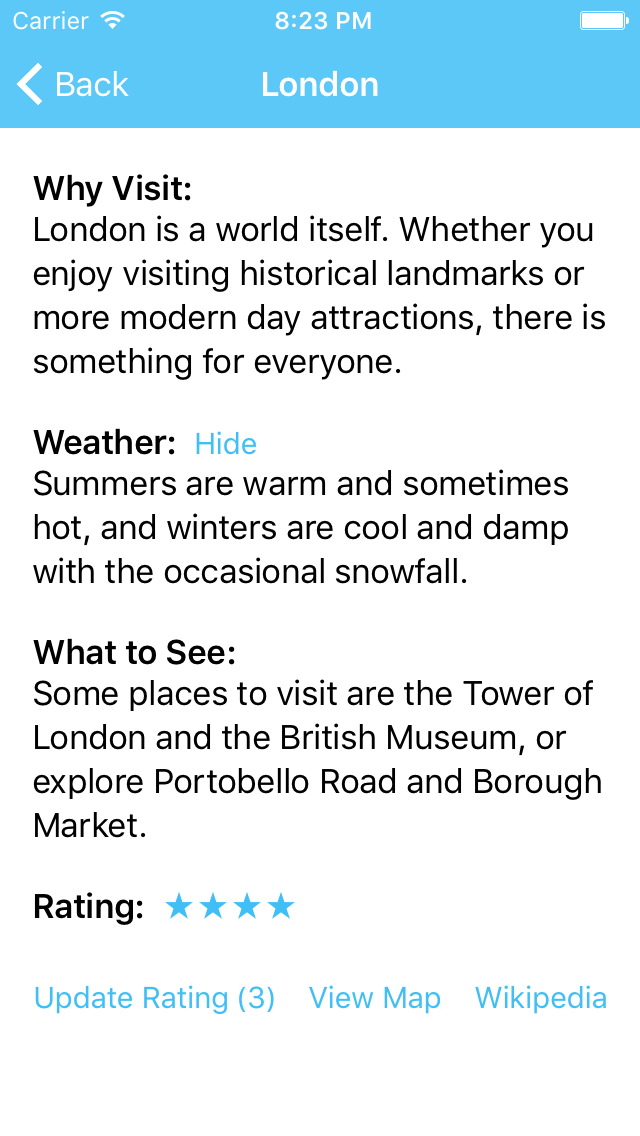 Carrier 8:23 PM
Back London
Why Visit:
London is a world itself. Whether you
enjoy visiting historical landmarks or
more modern day attractions, there is
something for everyone.
Weather: Hide
Summers are warm and sometimes
hot, and winters are cool and damp
with the occasional snowfall.
What to See:
Some places to visit are the Tower of
London and the British Museum, or
explore Portobello Road and Borough
Market.
Rating: ★★★★
Update Rating (3) View Map Wikipedia